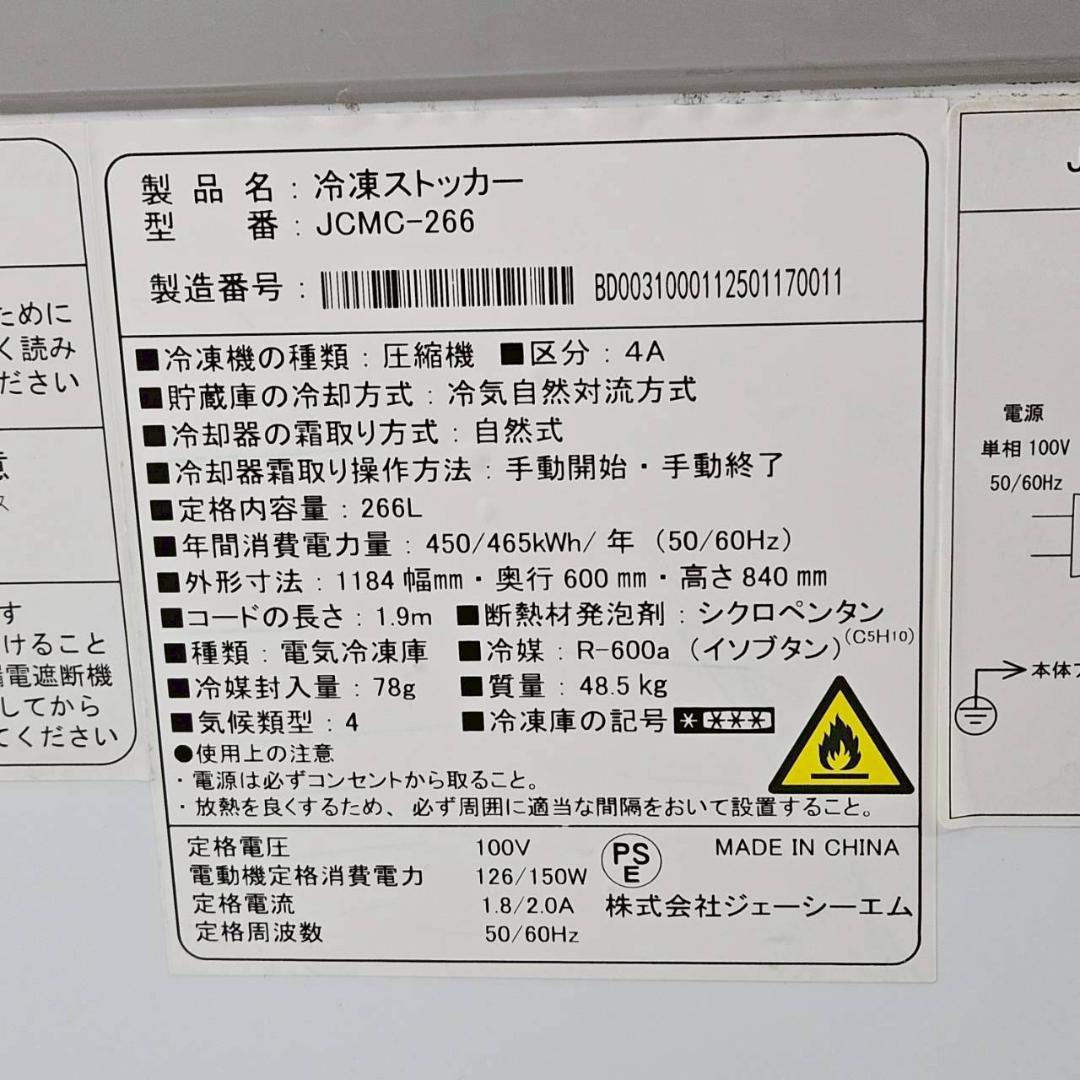 製品名：冷凍ストッカー
型番：JCMC-266
製造番号： BD0031000112501170011
■冷凍機の種類：圧縮機 ■区分：4A
■貯蔵庫の冷却方式：冷気自然対流方式
■冷却器の霜取り方式：自然式
■冷却器霜取り操作方法：手動開始・手動終了
■定格内容量：266L
■年間消費電力量：450/465kWh/年（50/60Hz）
■外形寸法：1184幅mm・奥行600mm・高さ840mm
■コードの長さ：1.9m ■断熱材発泡剤：シクロペンタン
(C5H10)
■種類：電気冷凍庫 ■冷媒：R-600a（イソブタン）
■冷媒封入量：78g ■質量：48.5kg
■気候類型：4 ■冷凍庫の記号 * ***
●使用上の注意
・電源は必ずコンセントから取ること。
・放熱を良くするため、必ず周囲に適当な間隔をおいて設置すること。
定格電圧 100V
電動機定格消費電力 126/150W
定格電流 1.8/2.0A
定格周波数 50/60Hz
PS
E
MADE IN CHINA
株式会社ジェーシーエム
ために
く読み
ださい
す
けること
漏電遮断機
してから
てください
電源
単相100V
50/60Hz
本体